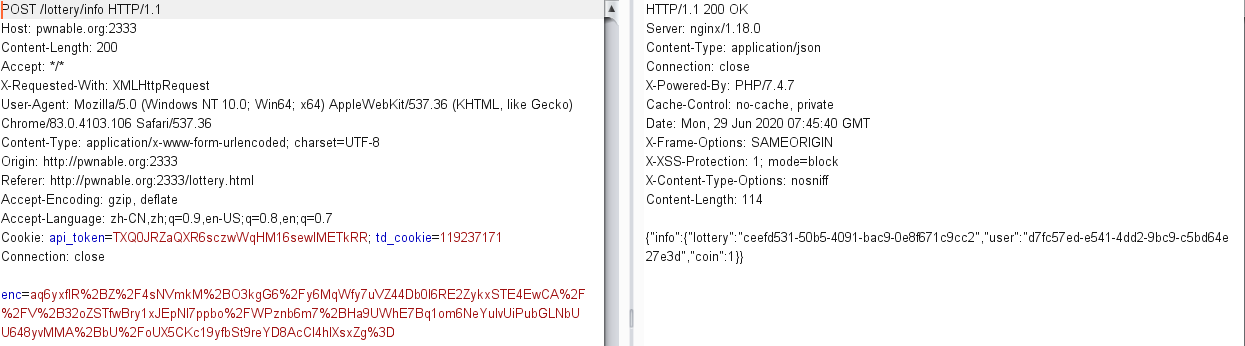 POST /lottery/info HTTP/1.1
Host: pwnable.org:2333
Content-Length: 200
Accept: */*
X-Requested-With: XMLHttpRequest
User-Agent: Mozilla/5.0 (Windows NT 10.0; Win64; x64) AppleWebKit/537.36 (KHTML, like Gecko)
Chrome/83.0.4103.106 Safari/537.36
Content-Type: application/x-www-form-urlencoded; charset=UTF-8
Origin: http://pwnable.org:2333
Referer: http://pwnable.org:2333/lottery.html
Accept-Encoding: gzip, deflate
Accept-Language: zh-CN,zh;q=0.9,en-US;q=0.8,en;q=0.7
Cookie: api_token=TXQ0JRZaQXR6sczwWqHM16sewIMETkRR; td_cookie=119237171
Connection: close
enc=aq6yxflR%2BZ%2F4sNVmkM%2BO3kgG6%2Fy6MqWfy7uVZ44Db0l6RE2ZykxSTE4EwCA%2F
%2FV%2B32oZSTfwBry1xJEpNl7ppbo%2FWPznb6m7%2BHa9UWhE7Bq1om6NeYulvUiPubGLNbU
U648yvMMA%2BbU%2FoUX5CKc19yfbSt9reYD8AcCl4hlXsxZg%3D
HTTP/1.1 200 OK
Server: nginx/1.18.0
Content-Type: application/json
Connection: close
X-Powered-By: PHP/7.4.7
Cache-Control: no-cache, private
Date: Mon, 29 Jun 2020 07:45:40 GMT
X-Frame-Options: SAMEORIGIN
X-XSS-Protection: 1; mode=block
X-Content-Type-Options: nosniff
Content-Length: 114
{"info":{"lottery":"ceefd531-50b5-4091-bac9-0e8f671c9cc2","user":"d7fc57ed-e541-4dd2-9bc9-c5bd64e
27e3d","coin":1}}